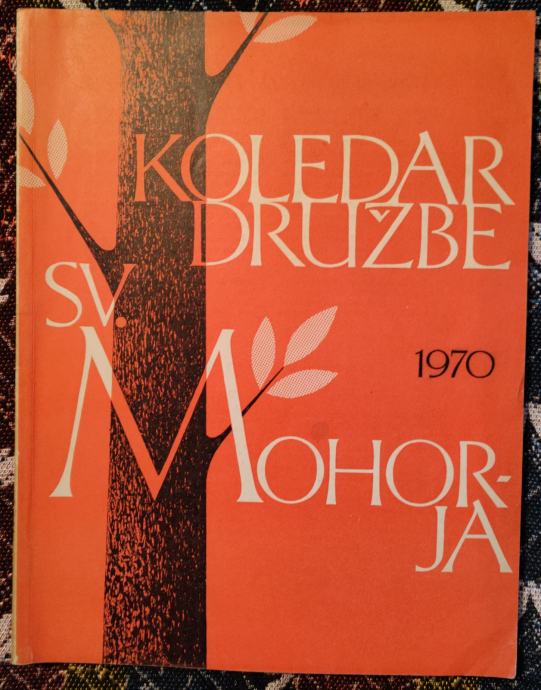 KOLEDAR
DRUŽBE
SV.
1970
MOHOR-
JA